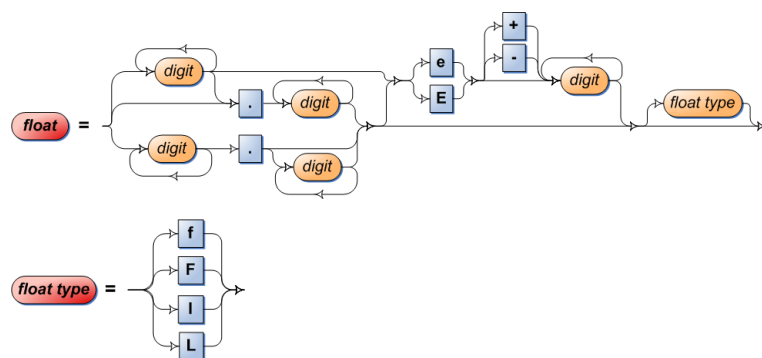 +
e
-
digit
digit
E
. digit
float type
float =
digit
.
digit
f
F
float type =
l
L